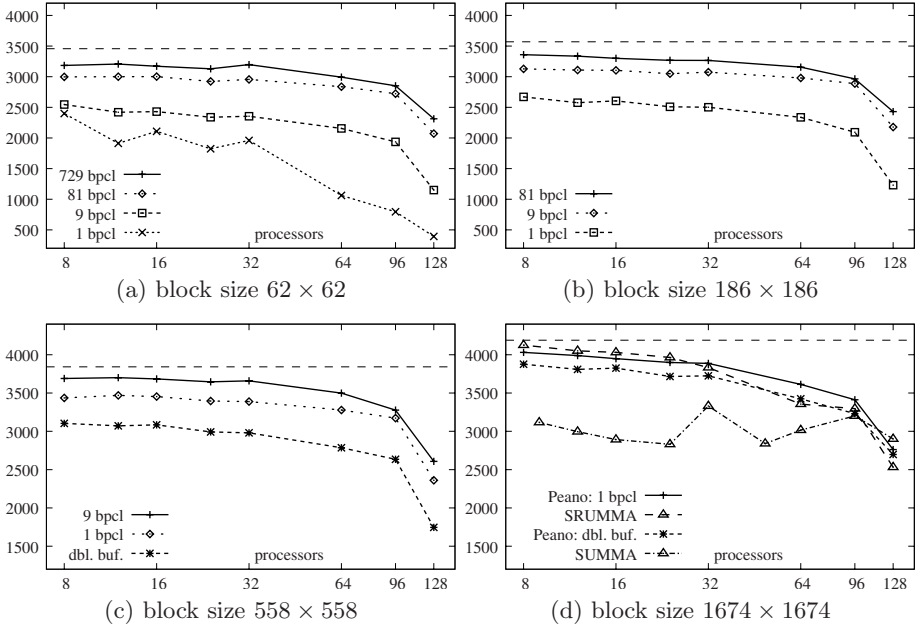 4000
3500
3000
2500
2000
1500
1000
500
729 bpcl
81 bpcl
9 bpcl
1 bpcl
processors
8 16 32 64 96 128
(a) block size 62 × 62
4000
3500
3000
2500
2000
1500
1000
500
81 bpcl
9 bpcl
1 bpcl
processors
8 16 32 64 96 128
(b) block size 186 × 186
4000
3500
3000
2500
2000
1500
9 bpcl
1 bpcl
dbl. buf.
processors
8 16 32 64 96 128
(c) block size 558 × 558
4000
3500
3000
2500
2000
1500
Peano: 1 bpcl
SRUMMA
Peano: dbl. buf.
SUMMA
processors
8 16 32 64 96 128
(d) block size 1674 × 1674